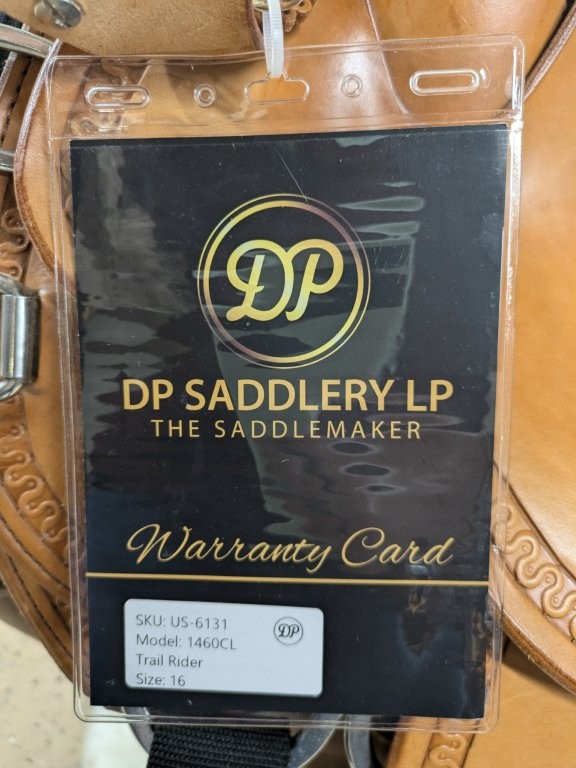 DP
DP SADDLERY LP
THE SADDLEMAKER
Warranty Card
SKU: US-6131
DP
Model: 1460CL
Trail Rider
Size: 16